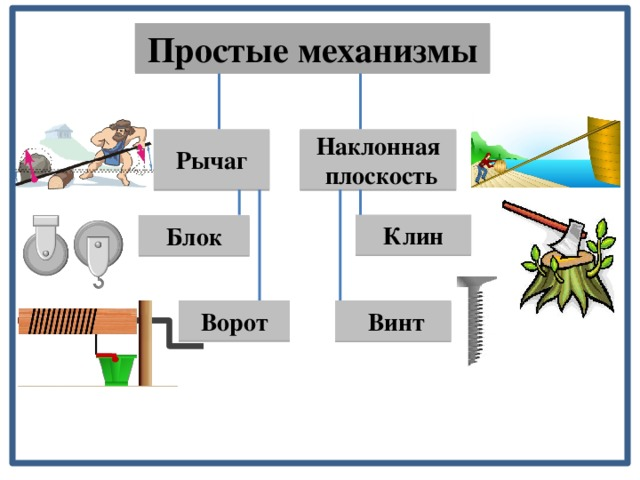 Простые механизмы
Рычаг
Наклонная
плоскость
Блок
Клин
Ворот
Винт